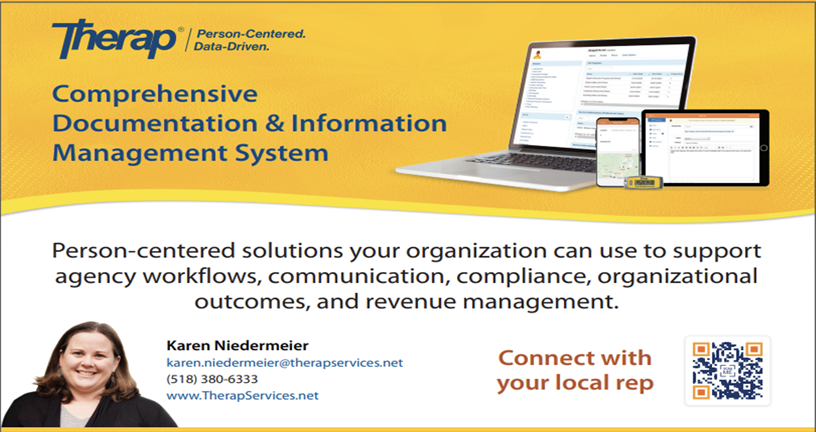 Therap® | Person-Centered.
Data-Driven.
Comprehensive
Documentation & Information
Management System
Person-centered solutions your organization can use to support
agency workflows, communication, compliance, organizational
outcomes, and revenue management.
Karen Niedermeier
karen.niedermeier@therapservices.net
(518) 380-6333
www.TherapServices.net
Connect with
your local rep